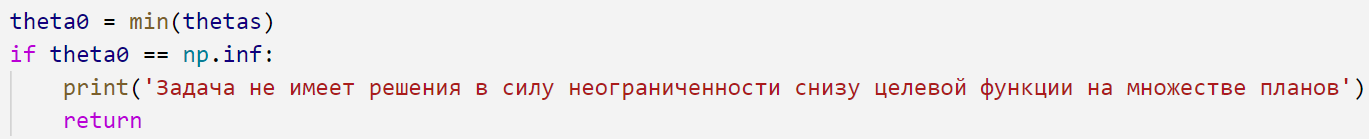 theta0 = min(thetas)
if theta0 == np.inf:
    print('Задача не имеет решения в силу неограниченности снизу целевой функции на множестве планов')
    return